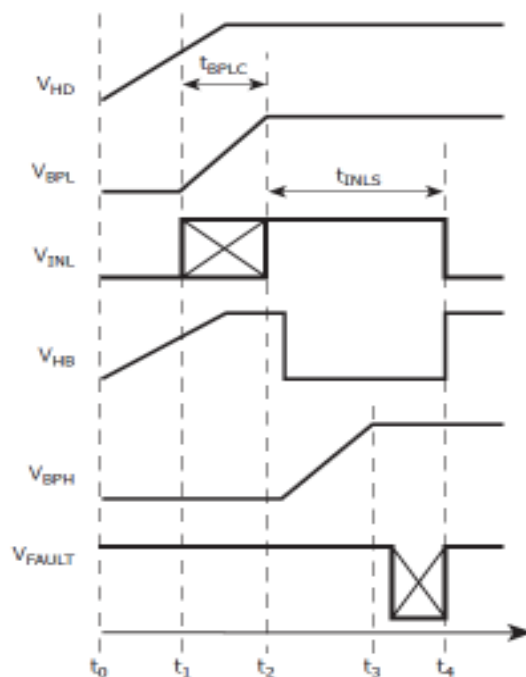 V_HD
t_BPLC
V_BPL
t_INLS
V_INL
V_HB
V_BPH
V_FAULT
t_0 t_1 t_2 t_3 t_4